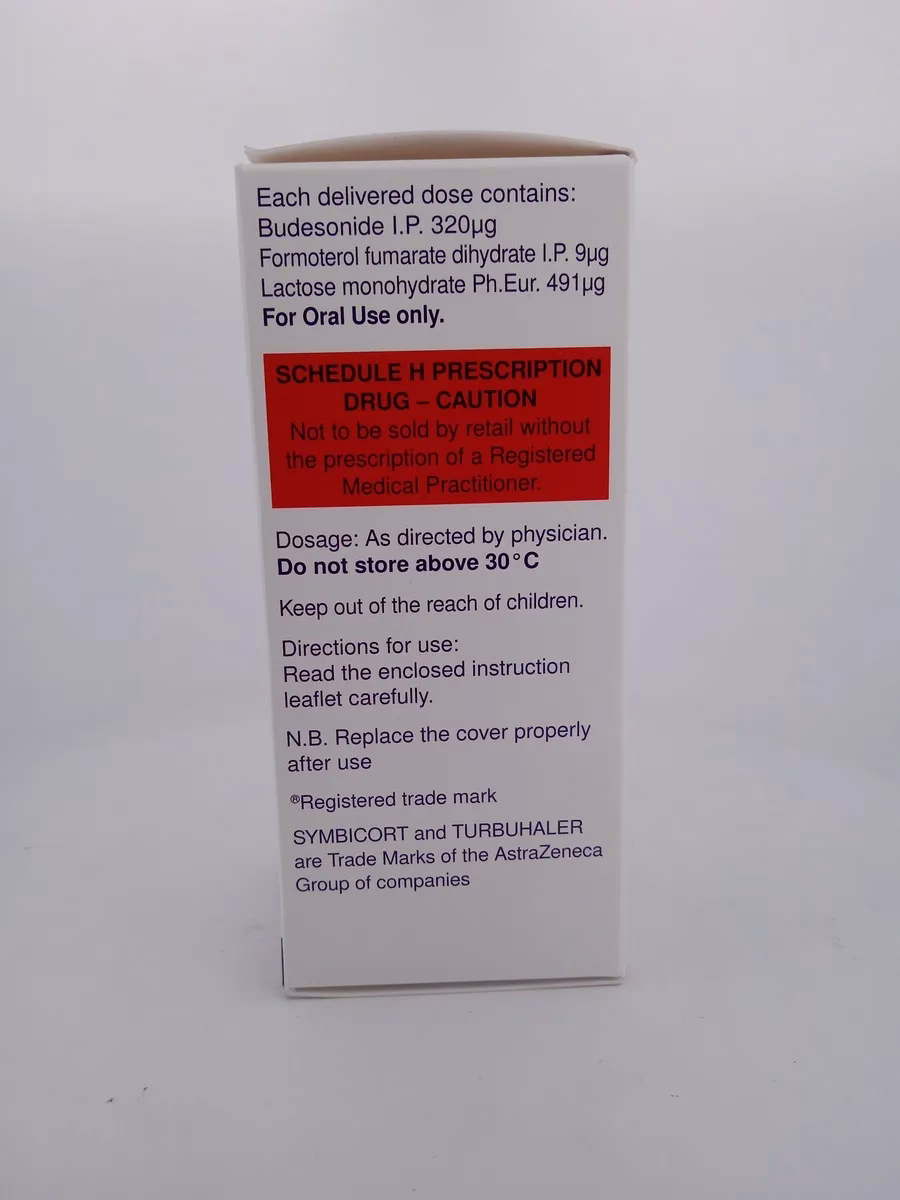 Each delivered dose contains:
Budesonide I.P. 320µg
Formoterol fumarate dihydrate I.P. 9µg
Lactose monohydrate Ph.Eur. 491µg
For Oral Use only.
SCHEDULE H PRESCRIPTION
DRUG – CAUTION
Not to be sold by retail without
the prescription of a Registered
Medical Practitioner.
Dosage: As directed by physician.
Do not store above 30°C
Keep out of the reach of children.
Directions for use:
Read the enclosed instruction
leaflet carefully.
N.B. Replace the cover properly
after use
®Registered trade mark
SYMBICORT and TURBUHALER
are Trade Marks of the AstraZeneca
Group of companies